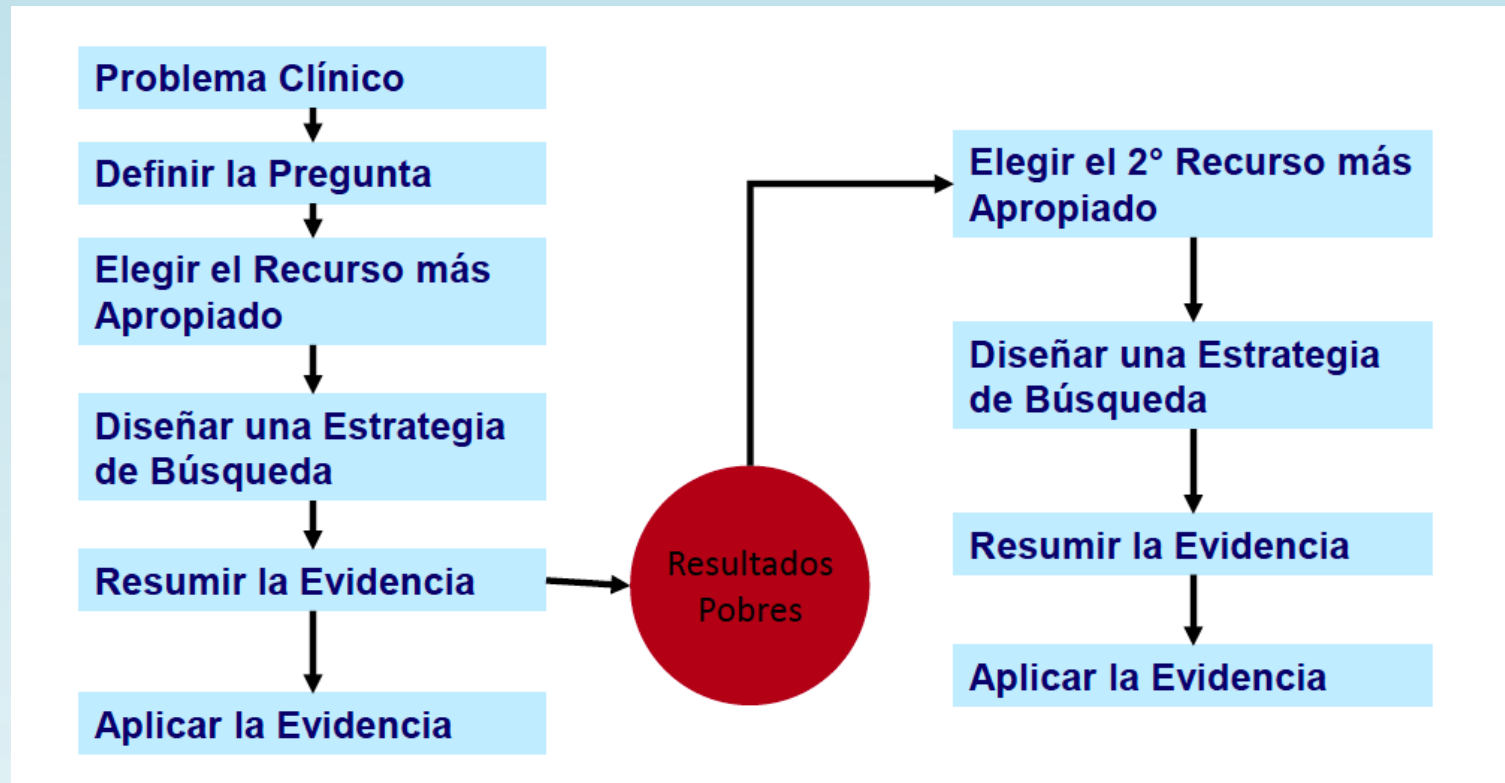 Problema Clínico
Definir la Pregunta
Elegir el Recurso más
Apropiado
Diseñar una Estrategia
de Búsqueda
Resumir la Evidencia
Aplicar la Evidencia
Resultados
Pobres
Elegir el 2° Recurso más
Apropiado
Diseñar una Estrategia
de Búsqueda
Resumir la Evidencia
Aplicar la Evidencia